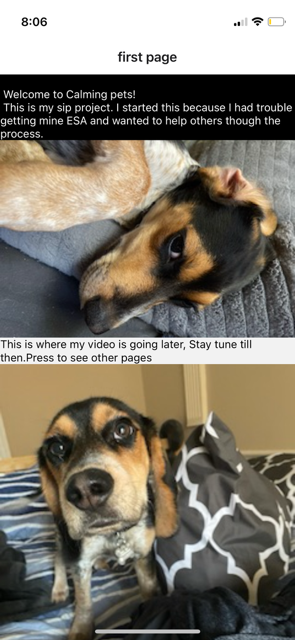 8:06
first page
Welcome to Calming pets!
This is my sip project. I started this because I had trouble
getting mine ESA and wanted to help others though the
process.
This is where my video is going later, Stay tune till
then.Press to see other pages